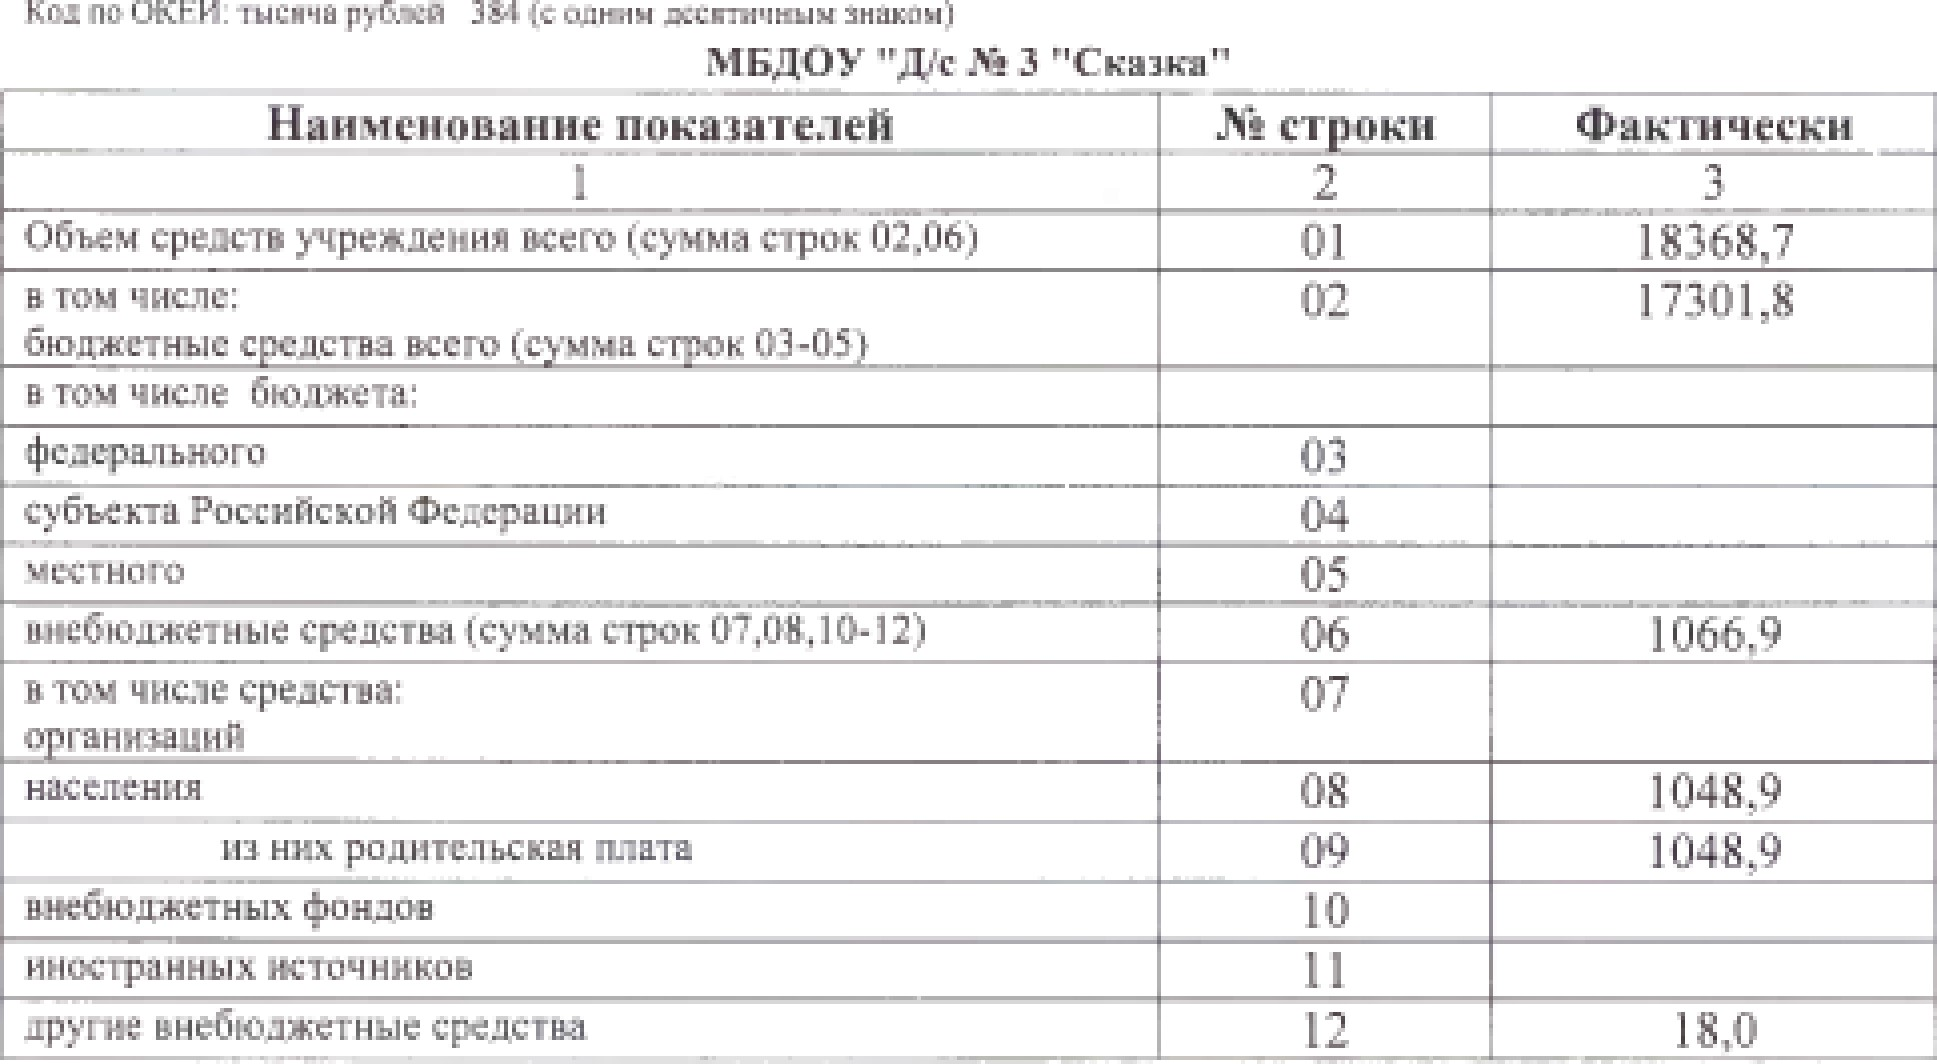 Код по ОКЕИ: тысяча рублей 384 (с одним десятичным знаком)
МБДОУ "Д/с № 3 "Сказка"
Наименование показателей № строки Фактически
1 2 3
Объем средств учреждения всего (сумма строк 02,06) 01 18368,7
в том числе: 02 17301,8
бюджетные средства всего (сумма строк 03-05)
в том числе бюджета:
федерального 03
субъекта Российской Федерации 04
местного 05
внебюджетные средства (сумма строк 07,08,10-12) 06 1066,9
в том числе средства: 07
организаций
населения 08 1048,9
из них родительская плата 09 1048,9
внебюджетных фондов 10
иностранных источников 11
другие внебюджетные средства 12 18,0